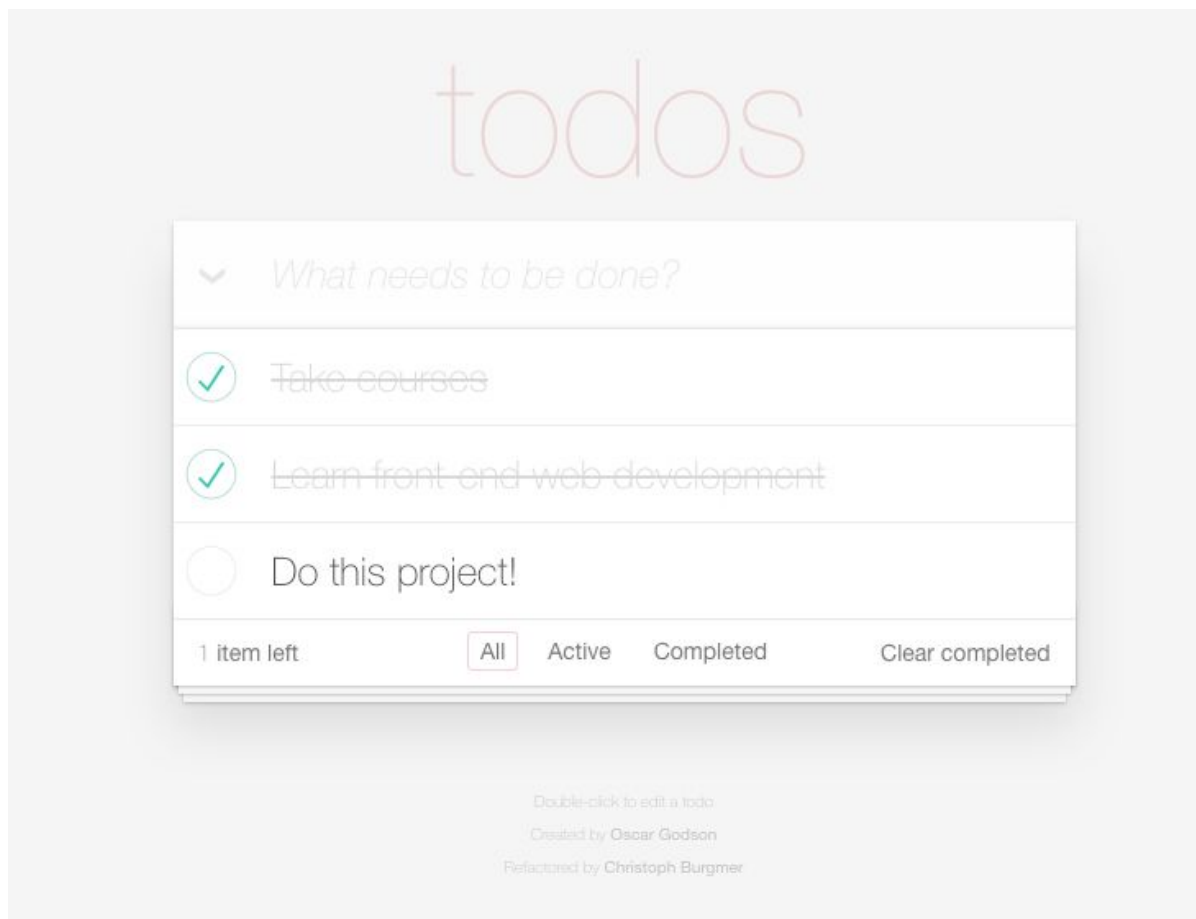 todos
What needs to be done?
Take courses
Learn front-end web development
Do this project!
1 item left All Active Completed Clear completed
Double-click to edit a todo
Created by Oscar Godson
Refactored by Christoph Burgmer